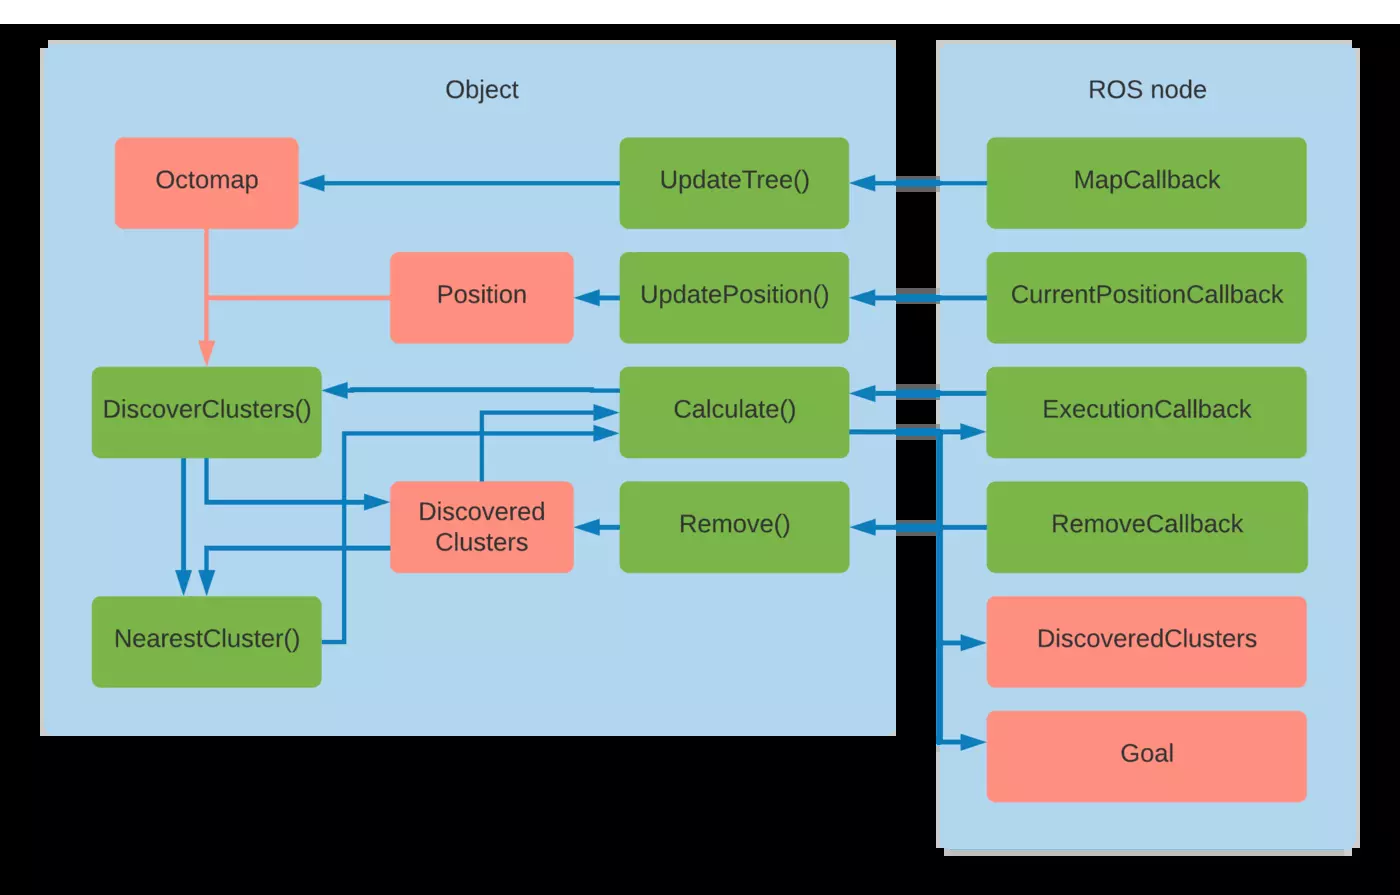 Object
ROS node
Octomap
UpdateTree()
MapCallback
Position
UpdatePosition()
CurrentPositionCallback
DiscoverClusters()
Calculate()
ExecutionCallback
Discovered
Clusters
Remove()
RemoveCallback
NearestCluster()
DiscoveredClusters
Goal